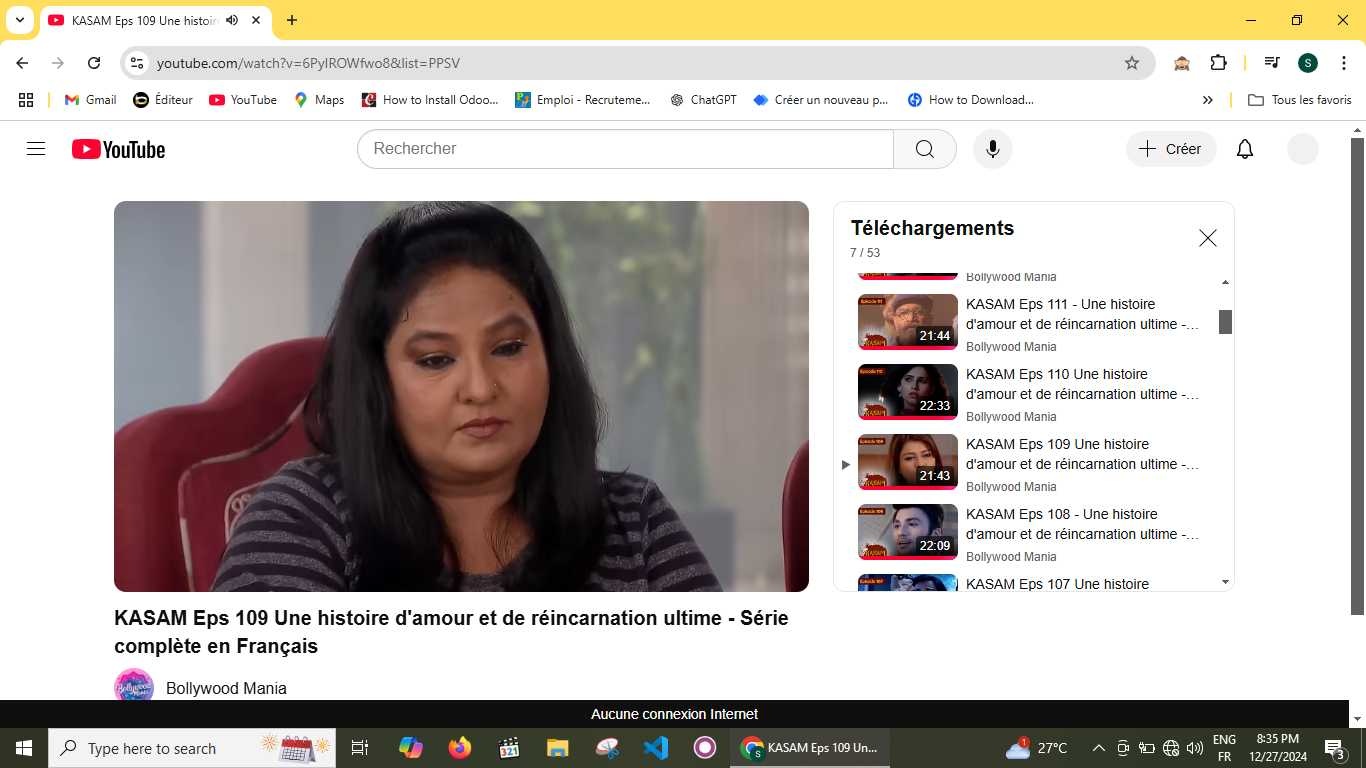 KASAM Eps 109 Une histoir
youtube.com/watch?v=6PyIROWfwo8&list=PPSV
S
Gmail
Éditeur
YouTube
Maps
How to Install Odoo...
Emploi - Recruteme...
ChatGPT
Créer un nouveau p...
How to Download...
Tous les favoris
YouTube
Rechercher
Créer
Téléchargements
7 / 53
Bollywood Mania
KASAM Eps 111 - Une histoire
d'amour et de réincarnation ultime -...
21:44
Bollywood Mania
KASAM Eps 110 Une histoire
d'amour et de réincarnation ultime -...
22:33
Bollywood Mania
KASAM Eps 109 Une histoire
d'amour et de réincarnation ultime -...
21:43
Bollywood Mania
KASAM Eps 108 - Une histoire
d'amour et de réincarnation ultime -...
22:09
Bollywood Mania
KASAM Eps 107 Une histoire
KASAM Eps 109 Une histoire d'amour et de réincarnation ultime - Série
complète en Français
Bollywood Mania
Aucune connexion Internet
Type here to search
KASAM Eps 109 Un...
27°C
ENG
FR
8:35 PM
12/27/2024
3